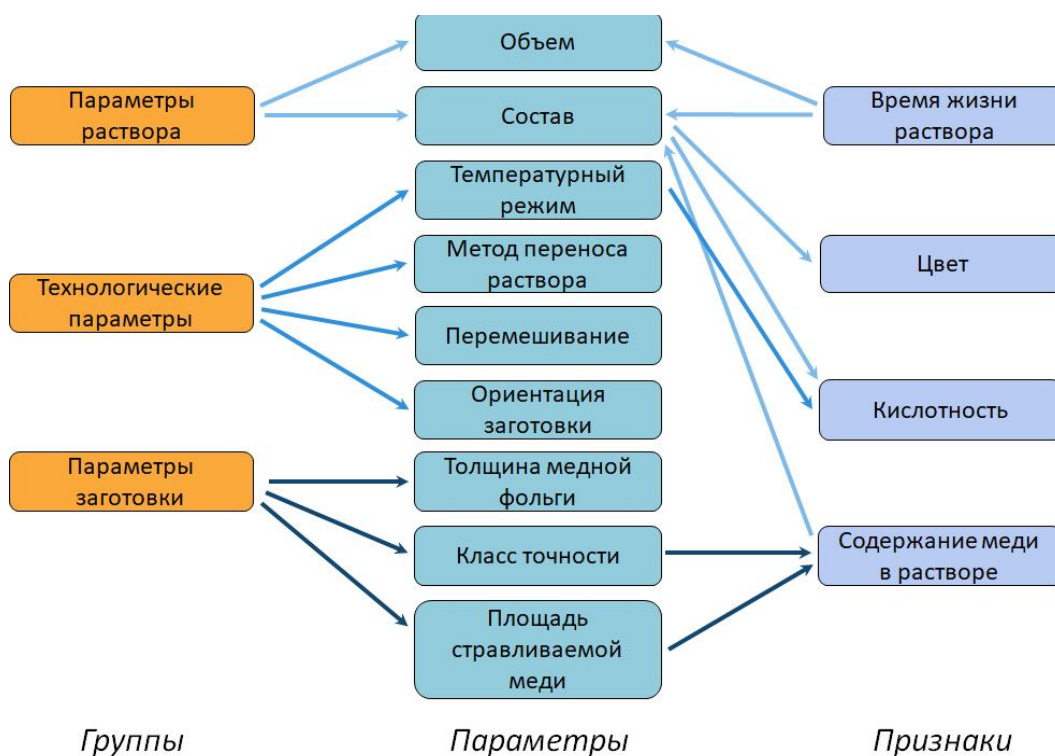 Объем
Параметры
раствора
Состав
Время жизни
раствора
Температурный
режим
Метод переноса
раствора
Цвет
Технологические
параметры
Перемешивание
Ориентация
заготовки
Кислотность
Параметры
заготовки
Толщина медной
фольги
Класс точности
Содержание меди
в растворе
Площадь
стравливаемой
меди
Группы
Параметры
Признаки